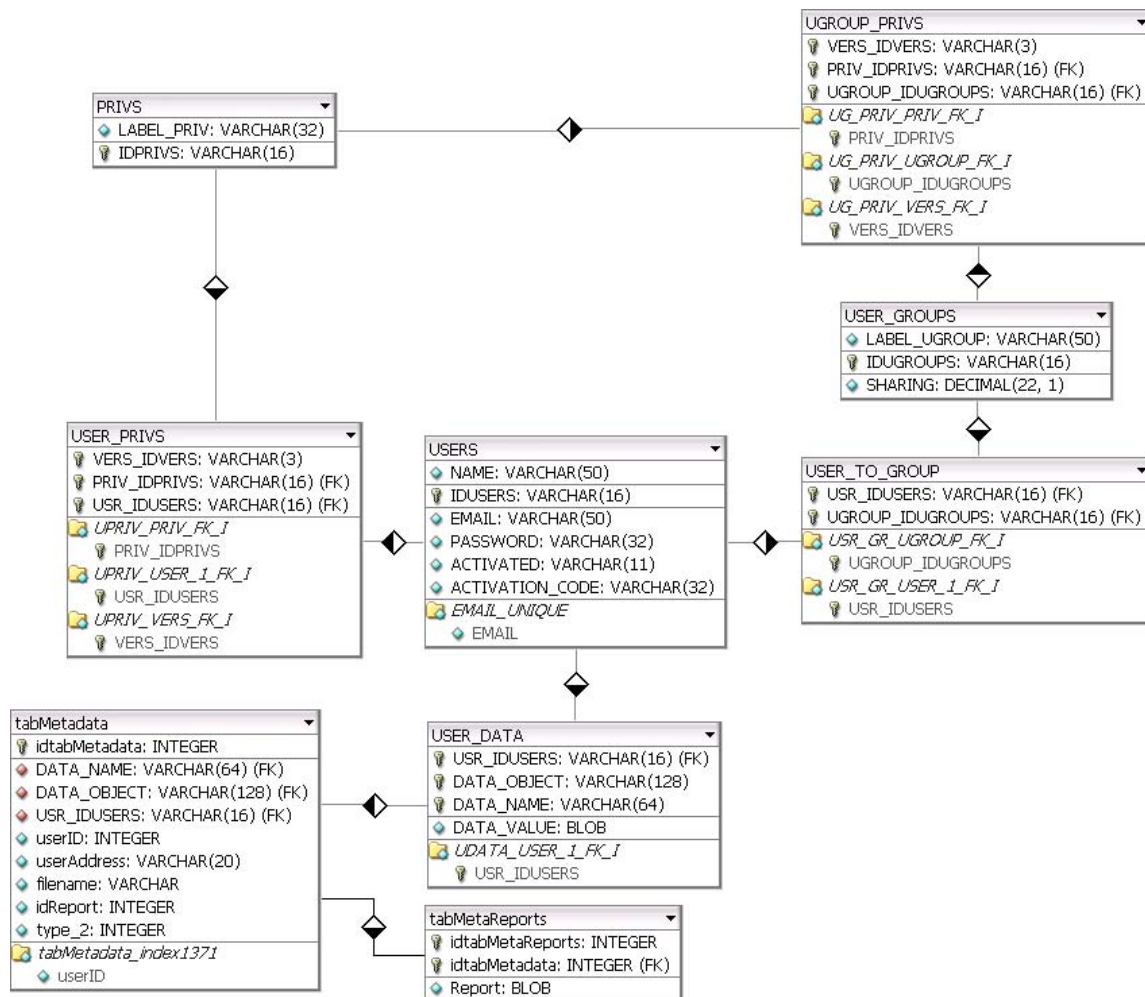 UGROUP_PRIVS
VERS_IDVERS: VARCHAR(3)
PRIV_IDPRIVS: VARCHAR(16) (FK)
UGROUP_IDUGROUPS: VARCHAR(16) (FK)
UG_PRIV_PRIV_FK_I
PRIV_IDPRIVS
UG_PRIV_UGROUP_FK_I
UGROUP_IDUGROUPS
UG_PRIV_VERS_FK_I
VERS_IDVERS
PRIVS
LABEL_PRIV: VARCHAR(32)
IDPRIVS: VARCHAR(16)
USER_GROUPS
LABEL_UGROUP: VARCHAR(50)
IDUGROUPS: VARCHAR(16)
SHARING: DECIMAL(22, 1)
USER_PRIVS
VERS_IDVERS: VARCHAR(3)
PRIV_IDPRIVS: VARCHAR(16) (FK)
USR_IDUSERS: VARCHAR(16) (FK)
UPRIV_PRIV_FK_I
PRIV_IDPRIVS
UPRIV_USER_1_FK_I
USR_IDUSERS
UPRIV_VERS_FK_I
VERS_IDVERS
USERS
NAME: VARCHAR(50)
IDUSERS: VARCHAR(16)
EMAIL: VARCHAR(50)
PASSWORD: VARCHAR(32)
ACTIVATED: VARCHAR(11)
ACTIVATION_CODE: VARCHAR(32)
EMAIL_UNIQUE
EMAIL
USER_TO_GROUP
USR_IDUSERS: VARCHAR(16) (FK)
UGROUP_IDUGROUPS: VARCHAR(16) (FK)
USR_GR_UGROUP_FK_I
UGROUP_IDUGROUPS
USR_GR_USER_1_FK_I
USR_IDUSERS
tabMetadata
idtabMetadata: INTEGER
DATA_NAME: VARCHAR(64) (FK)
DATA_OBJECT: VARCHAR(128) (FK)
USR_IDUSERS: VARCHAR(16) (FK)
userID: INTEGER
userAddress: VARCHAR(20)
filename: VARCHAR
idReport: INTEGER
type_2: INTEGER
tabMetadata_index1371
userID
USER_DATA
USR_IDUSERS: VARCHAR(16) (FK)
DATA_OBJECT: VARCHAR(128)
DATA_NAME: VARCHAR(64)
DATA_VALUE: BLOB
UDATA_USER_1_FK_I
USR_IDUSERS
tabMetaReports
idtabMetaReports: INTEGER
idtabMetadata: INTEGER (FK)
Report: BLOB